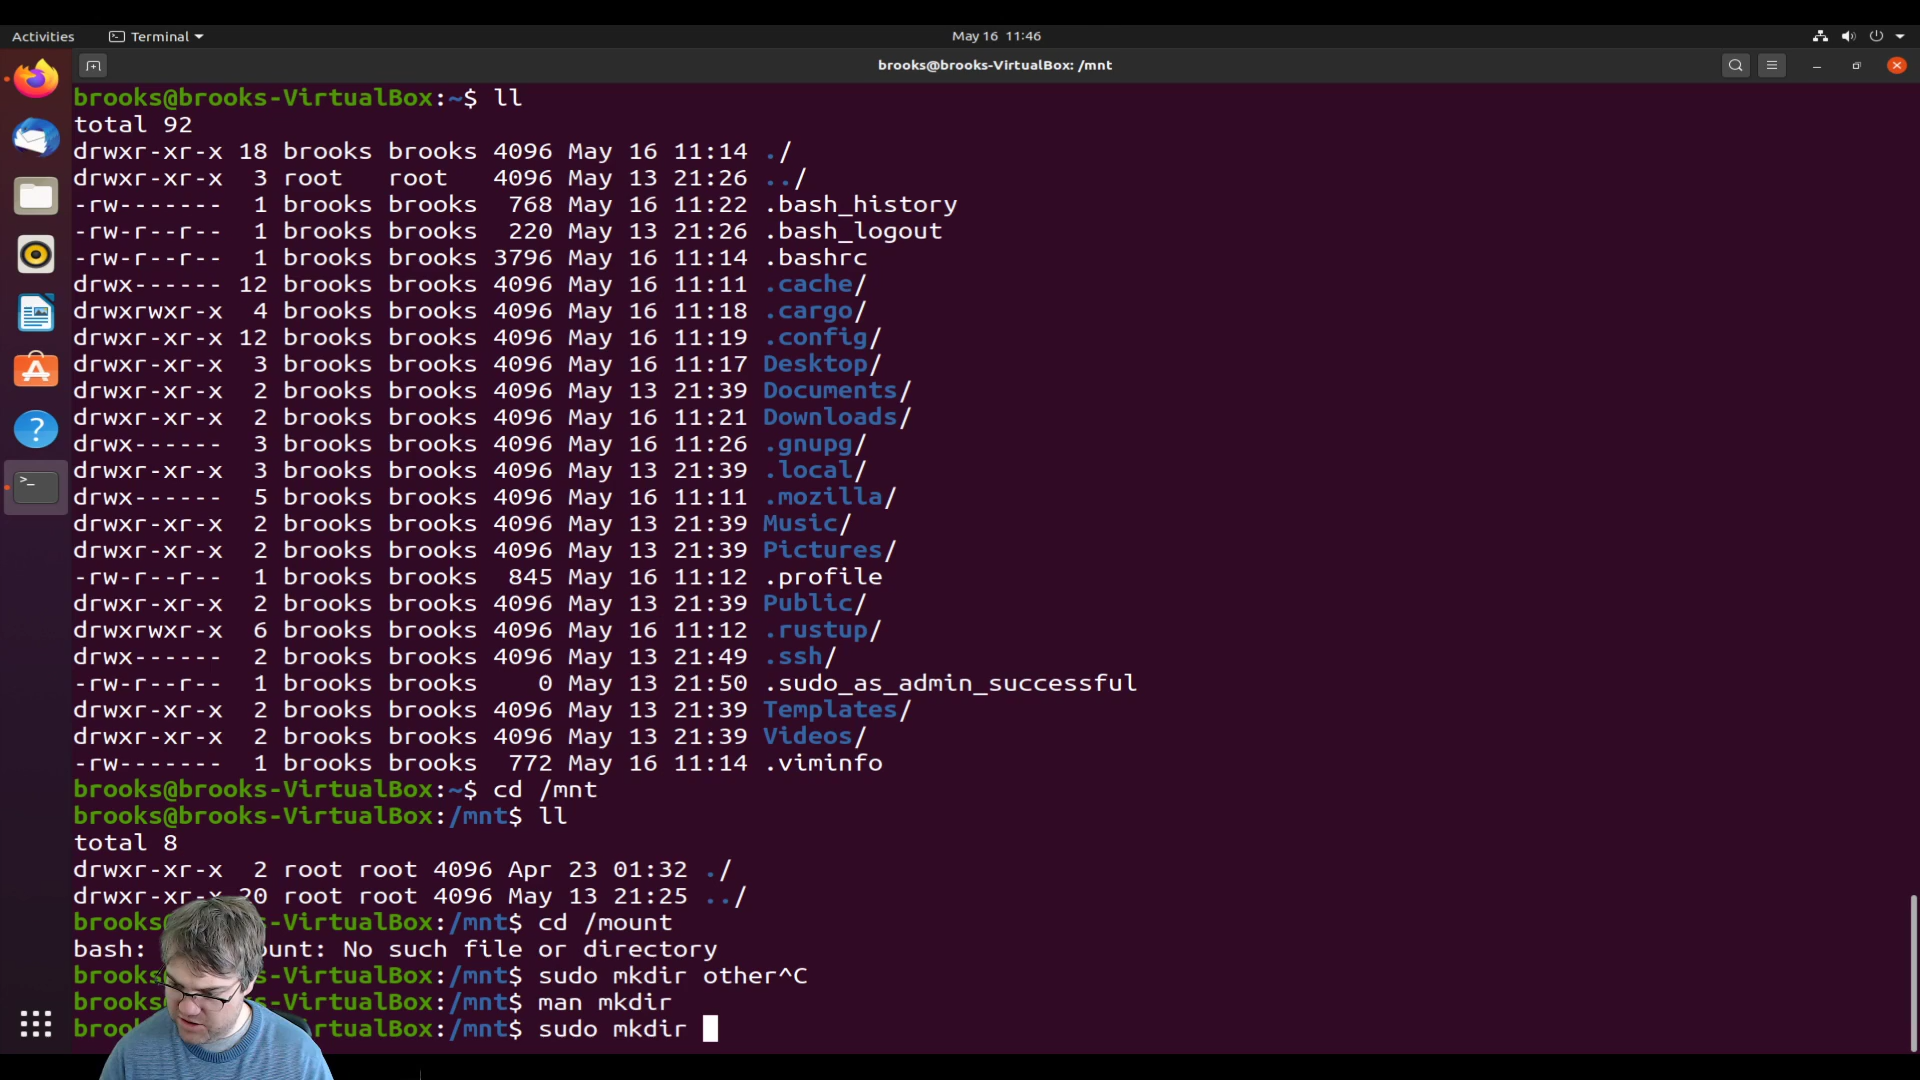 Activities Terminal May 16 11:46
brooks@brooks-VirtualBox: /mnt
brooks@brooks-VirtualBox:~$ ll
total 92
drwxr-xr-x 18 brooks brooks 4096 May 16 11:14 ./
drwxr-xr-x 3 root root 4096 May 13 21:26 ../
-rw------- 1 brooks brooks 768 May 16 11:22 .bash_history
-rw-r--r-- 1 brooks brooks 220 May 13 21:26 .bash_logout
-rw-r--r-- 1 brooks brooks 3796 May 16 11:14 .bashrc
drwx------ 12 brooks brooks 4096 May 16 11:11 .cache/
drwxrwxr-x 4 brooks brooks 4096 May 16 11:18 .cargo/
drwxr-xr-x 12 brooks brooks 4096 May 16 11:19 .config/
drwxr-xr-x 3 brooks brooks 4096 May 16 11:17 Desktop/
drwxr-xr-x 2 brooks brooks 4096 May 13 21:39 Documents/
drwxr-xr-x 2 brooks brooks 4096 May 16 11:21 Downloads/
drwx------ 3 brooks brooks 4096 May 16 11:26 .gnupg/
drwxr-xr-x 3 brooks brooks 4096 May 13 21:39 .local/
drwx------ 5 brooks brooks 4096 May 16 11:11 .mozilla/
drwxr-xr-x 2 brooks brooks 4096 May 13 21:39 Music/
drwxr-xr-x 2 brooks brooks 4096 May 13 21:39 Pictures/
-rw-r--r-- 1 brooks brooks 845 May 16 11:12 .profile
drwxr-xr-x 2 brooks brooks 4096 May 13 21:39 Public/
drwxrwxr-x 6 brooks brooks 4096 May 16 11:12 .rustup/
drwx------ 2 brooks brooks 4096 May 13 21:49 .ssh/
-rw-r--r-- 1 brooks brooks 0 May 13 21:50 .sudo_as_admin_successful
drwxr-xr-x 2 brooks brooks 4096 May 13 21:39 Templates/
drwxr-xr-x 2 brooks brooks 4096 May 13 21:39 Videos/
-rw------- 1 brooks brooks 772 May 16 11:14 .viminfo
brooks@brooks-VirtualBox:~$ cd /mnt
brooks@brooks-VirtualBox:/mnt$ ll
total 8
drwxr-xr-x 2 root root 4096 Apr 23 01:32 ./
drwxr-xr-x 20 root root 4096 May 13 21:25 ../
brooks@brooks-VirtualBox:/mnt$ cd /mount
bash: ount: No such file or directory
brooks -VirtualBox:/mnt$ sudo mkdir other^C
brooks -VirtualBox:/mnt$ man mkdir
broo VirtualBox:/mnt$ sudo mkdir